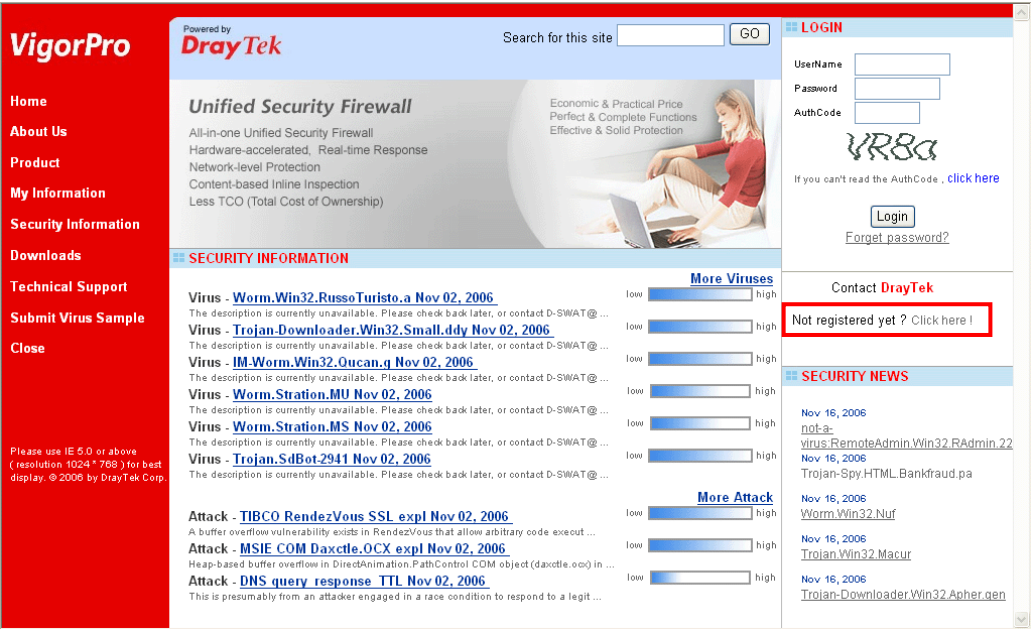 VigorPro
Home
About Us
Product
My Information
Security Information
Downloads
Technical Support
Submit Virus Sample
Close
Please use IE 5.0 or above
( resolution 1024 * 768 ) for best
display. © 2006 by DrayTek Corp.
Powered by
DrayTek
Search for this site
GO
Unified Security Firewall
All-in-one Unified Security Firewall
Hardware-accelerated, Real-time Response
Network-level Protection
Content-based Inline Inspection
Less TCO (Total Cost of Ownership)
Economic & Practical Price
Perfect & Complete Functions
Effective & Solid Protection
SECURITY INFORMATION
More Viruses
Virus - Worm.Win32.RussoTuristo.a Nov 02, 2006
low high
The description is currently unavailable. Please check back later, or contact D-SWAT@ ...
Virus - Trojan-Downloader.Win32.Small.ddy Nov 02, 2006
low high
The description is currently unavailable. Please check back later, or contact D-SWAT@ ...
Virus - IM-Worm.Win32.Qucan.g Nov 02, 2006
low high
The description is currently unavailable. Please check back later, or contact D-SWAT@ ...
Virus - Worm.Stration.MU Nov 02, 2006
low high
The description is currently unavailable. Please check back later, or contact D-SWAT@ ...
Virus - Worm.Stration.MS Nov 02, 2006
low high
The description is currently unavailable. Please check back later, or contact D-SWAT@ ...
Virus - Trojan.SdBot-2941 Nov 02, 2006
low high
The description is currently unavailable. Please check back later, or contact D-SWAT@ ...
More Attack
Attack - TIBCO RendezVous SSL expl Nov 02, 2006
low high
A buffer overflow vulnerability exists in RendezVous that allow arbitrary code execut ...
Attack - MSIE COM Daxctle.OCX expl Nov 02, 2006
low high
Heap-based buffer overflow in DirectAnimation.PathControl COM object (daxctle.ocx) in ...
Attack - DNS query response TTL Nov 02, 2006
low high
This is presumably from an attacker engaged in a race condition to respond to a legit ...
LOGIN
UserName
Password
AuthCode
VR8a
If you can't read the AuthCode , click here
Login
Forget password?
Contact DrayTek
Not registered yet ? Click here !
SECURITY NEWS
Nov 16, 2006
not-a-
virus:RemoteAdmin.Win32.RAdmin.22
Nov 16, 2006
Trojan-Spy.HTML.Bankfraud.pa
Nov 16, 2006
Worm.Win32.Nuf
Nov 16, 2006
Trojan.Win32.Macur
Nov 16, 2006
Trojan-Downloader.Win32.Apher.gen